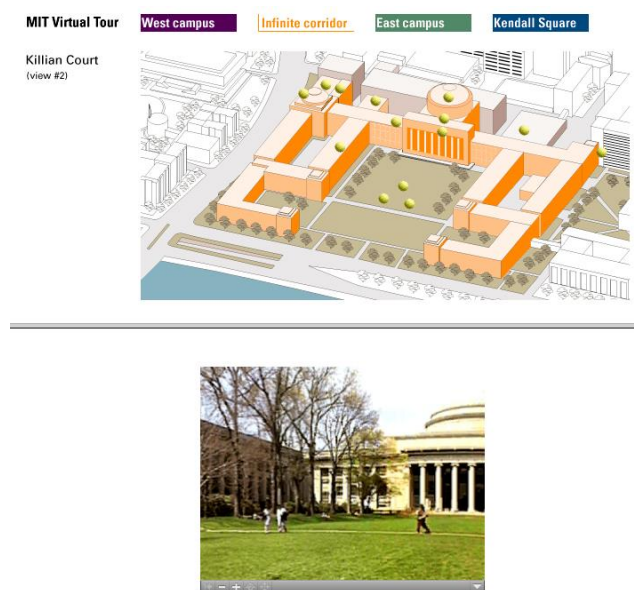 MIT Virtual Tour West campus Infinite corridor East campus Kendall Square
Killian Court
(view #2)